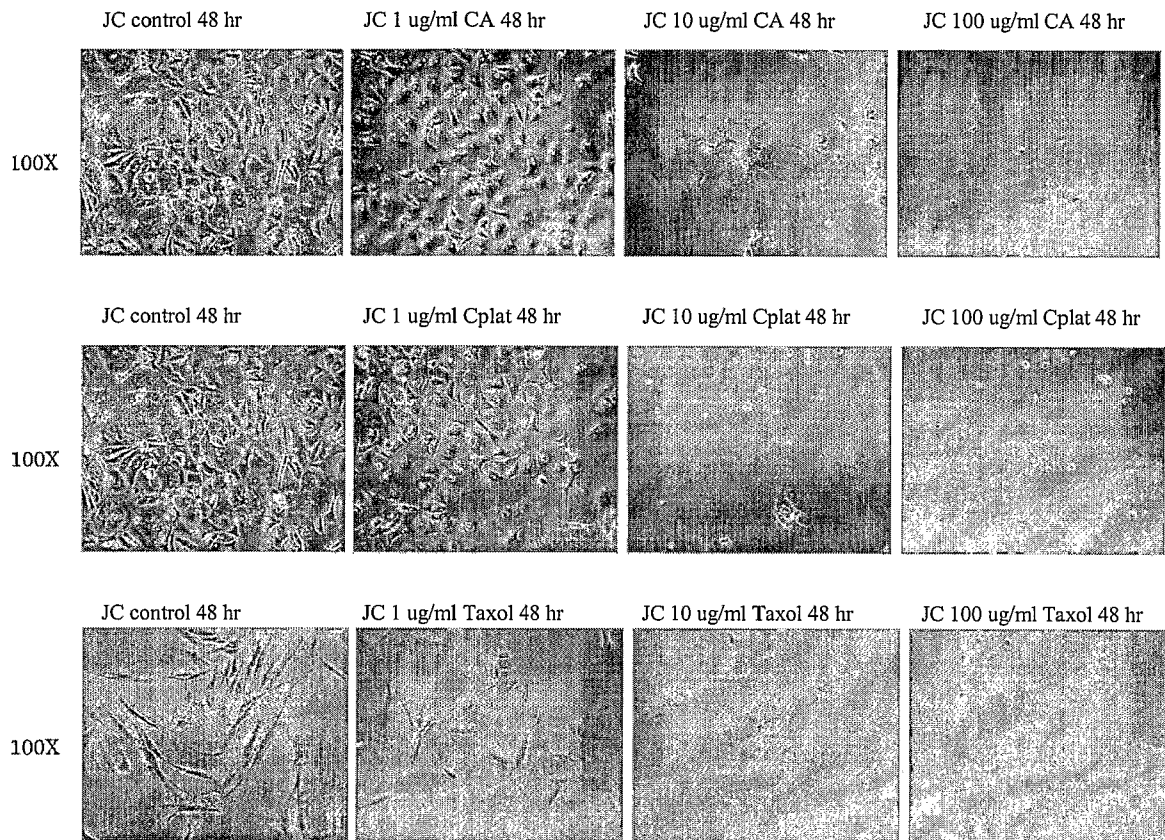 JC control 48 hr JC 1 ug/ml CA 48 hr JC 10 ug/ml CA 48 hr JC 100 ug/ml CA 48 hr
100X
JC control 48 hr JC 1 ug/ml Cplat 48 hr JC 10 ug/ml Cplat 48 hr JC 100 ug/ml Cplat 48 hr
100X
JC control 48 hr JC 1 ug/ml Taxol 48 hr JC 10 ug/ml Taxol 48 hr JC 100 ug/ml Taxol 48 hr
100X